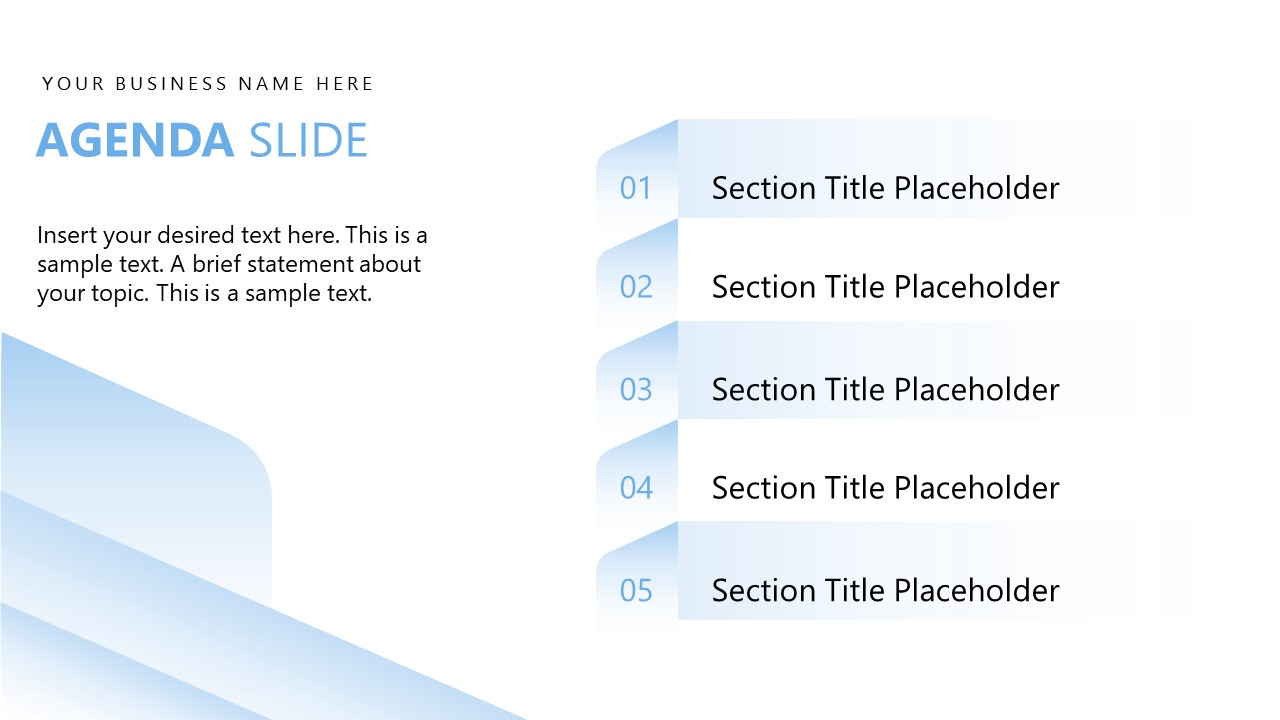 YOUR BUSINESS NAME HERE
AGENDA SLIDE
Insert your desired text here. This is a
sample text. A brief statement about
your topic. This is a sample text.
01 Section Title Placeholder
02 Section Title Placeholder
03 Section Title Placeholder
04 Section Title Placeholder
05 Section Title Placeholder